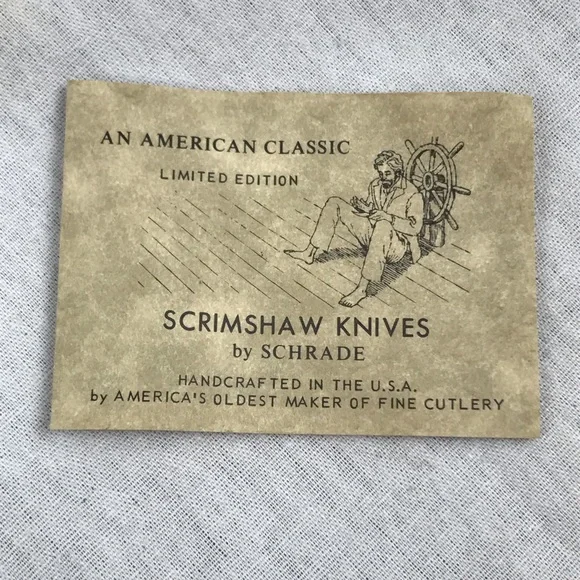 AN AMERICAN CLASSIC
LIMITED EDITION
SCRIMSHAW KNIVES
by SCHRADE
HANDCRAFTED IN THE U.S.A.
by AMERICA'S OLDEST MAKER OF FINE CUTLERY